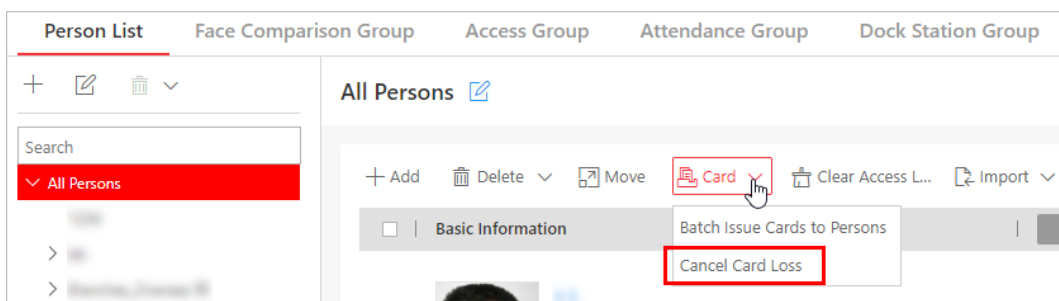 Person List Face Comparison Group Access Group Attendance Group Dock Station Group
All Persons
Search
All Persons
Add Delete Move Card Clear Access L... Import
Basic Information
Batch Issue Cards to Persons
Cancel Card Loss